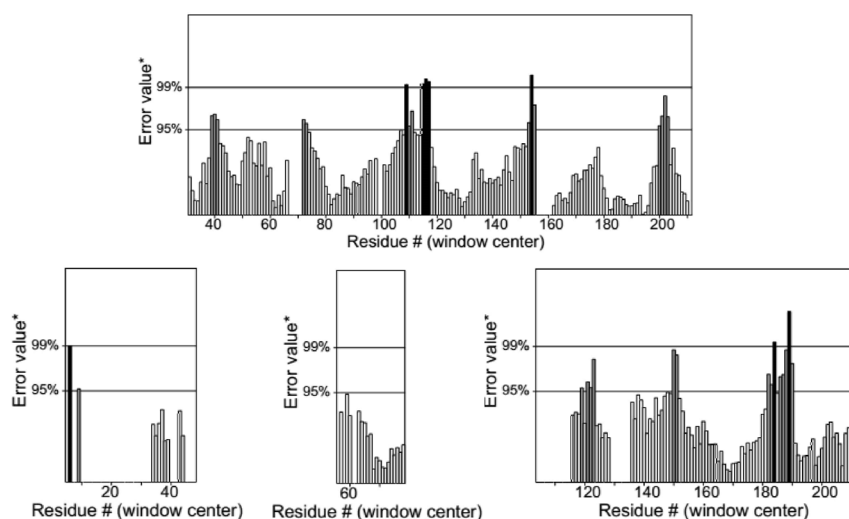 Error value*
99%
95%
40 60 80 100 120 140 160 180 200
Residue # (window center)
Error value*
99%
95%
20 40
Residue # (window center)
Error value*
99%
95%
60
Residue # (window center)
Error value*
99%
95%
120 140 160 180 200
Residue # (window center)